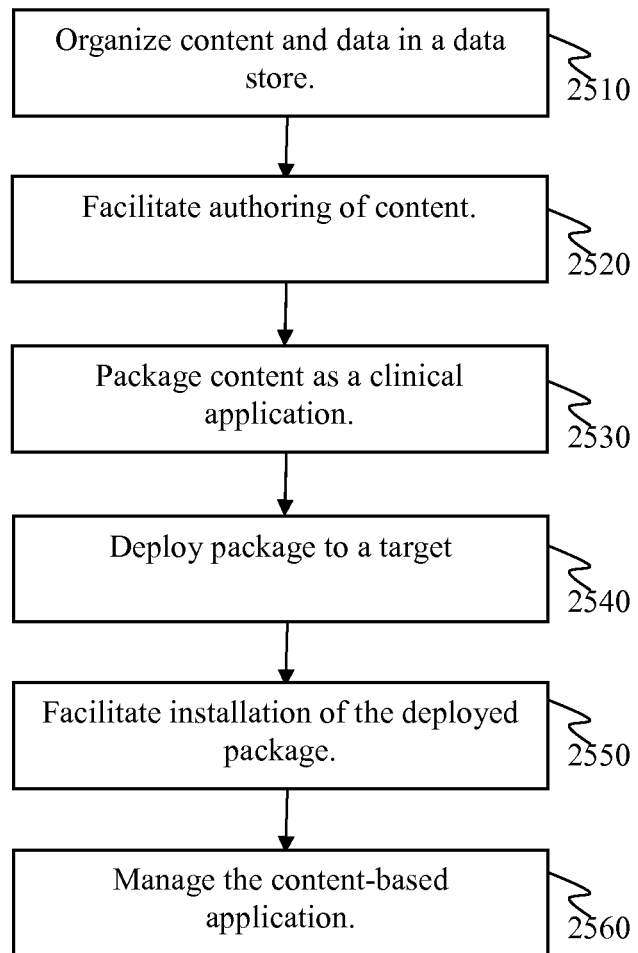 Organize content and data in a data
store.
2510
Facilitate authoring of content.
2520
Package content as a clinical
application.
2530
Deploy package to a target
2540
Facilitate installation of the deployed
package.
2550
Manage the content-based
application.
2560